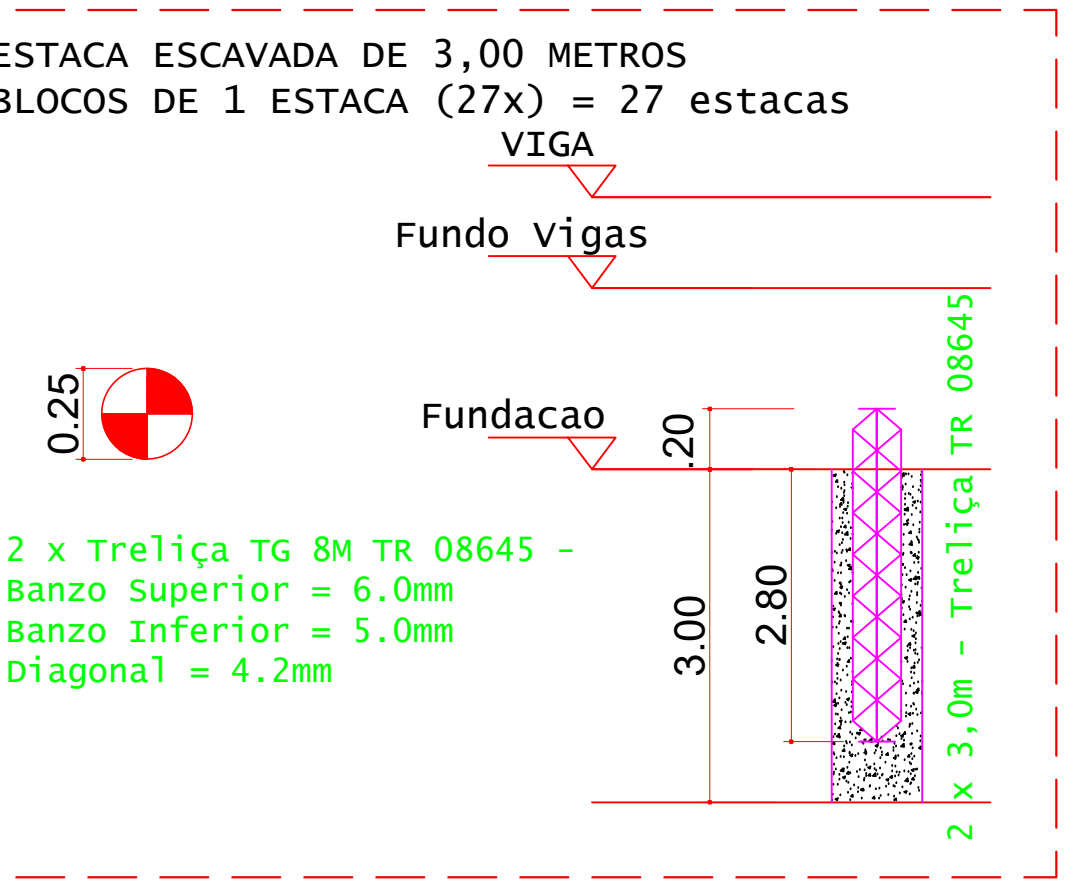 ESTACA ESCAVADA DE 3,00 METROS
BLOCOS DE 1 ESTACA (27x) = 27 estacas
VIGA
Fundo Vigas
0.25
Fundacao
.20
2 x Treliça TG 8M TR 08645 -
Banzo Superior = 6.0mm
Banzo Inferior = 5.0mm
Diagonal = 4.2mm
3.00
2.80
2 x 3,0m - Treliça TR 08645